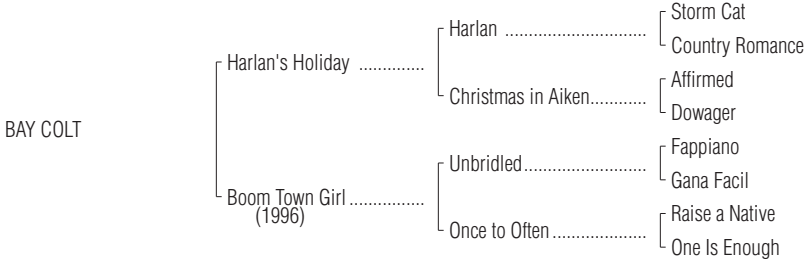 Storm Cat
Harlan ..............................
Country Romance
Harlan's Holiday ..............
Affirmed
Christmas in Aiken............
Dowager
BAY COLT
Fappiano
Unbridled..........................
Gana Facil
Boom Town Girl ................
(1996)
Raise a Native
Once to Often ....................
One Is Enough